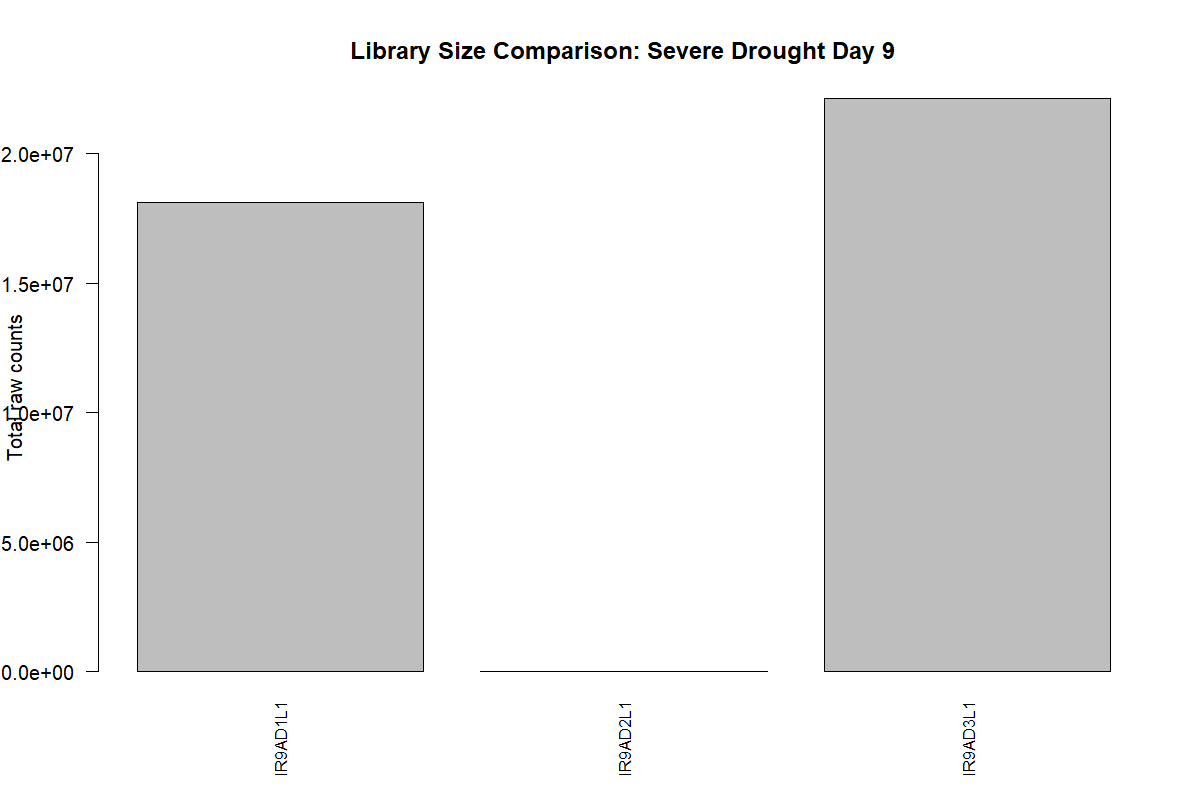 Library Size Comparison: Severe Drought Day 9
Total raw counts
2.0e+07
1.5e+07
1.0e+07
5.0e+06
0.0e+00
IR9AD1L1
IR9AD2L1
IR9AD3L1